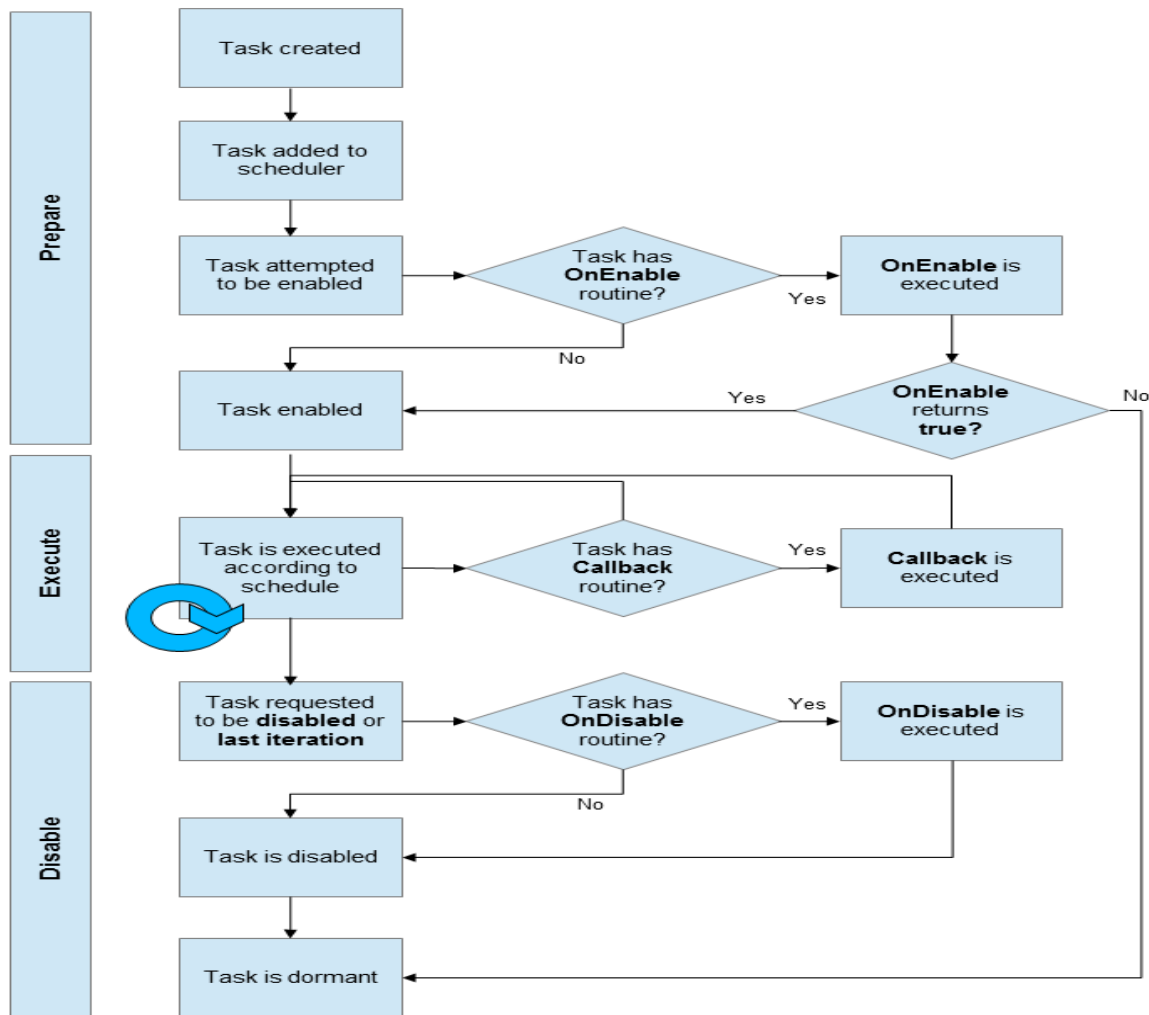 Prepare
Task created
Task added to
scheduler
Task attempted
to be enabled
Task has
OnEnable
routine?
Yes
OnEnable is
executed
No
Task enabled
Yes
OnEnable
returns
true?
No
Execute
Task is executed
according to
schedule
Task has
Callback
routine?
Yes
Callback is
executed
Disable
Task requested
to be disabled or
last iteration
Task has
OnDisable
routine?
Yes
OnDisable is
executed
No
Task is disabled
Task is dormant